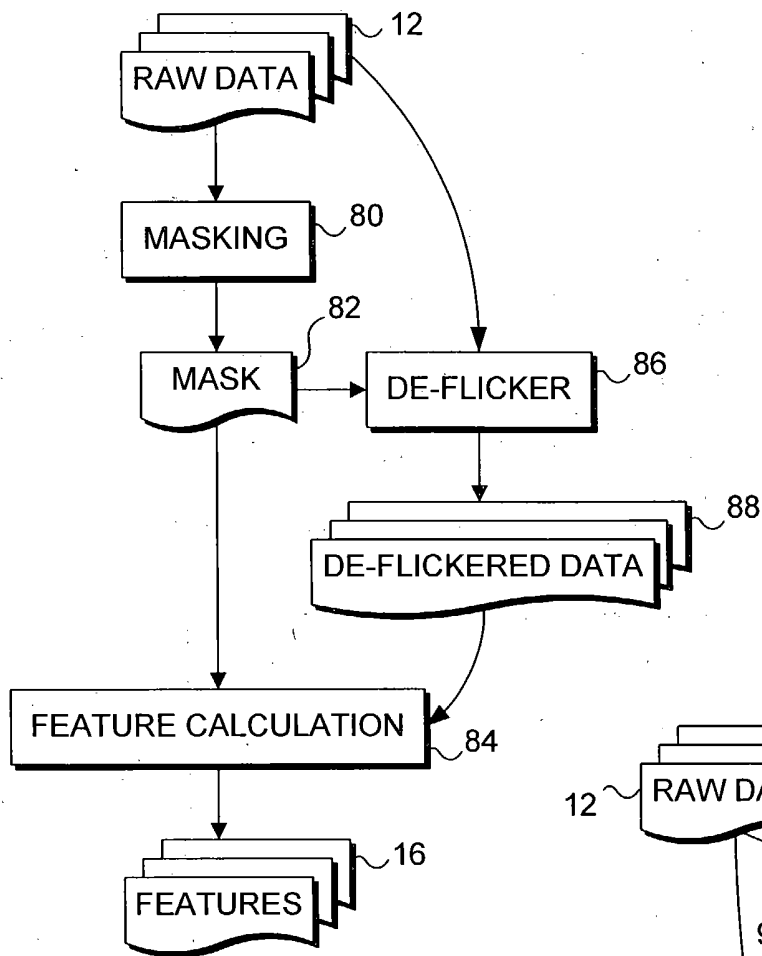 12
RAW DATA
MASKING
80
82
MASK
DE-FLICKER
86
88
DE-FLICKERED DATA
FEATURE CALCULATION
84
12
RAW
16
FEATURES